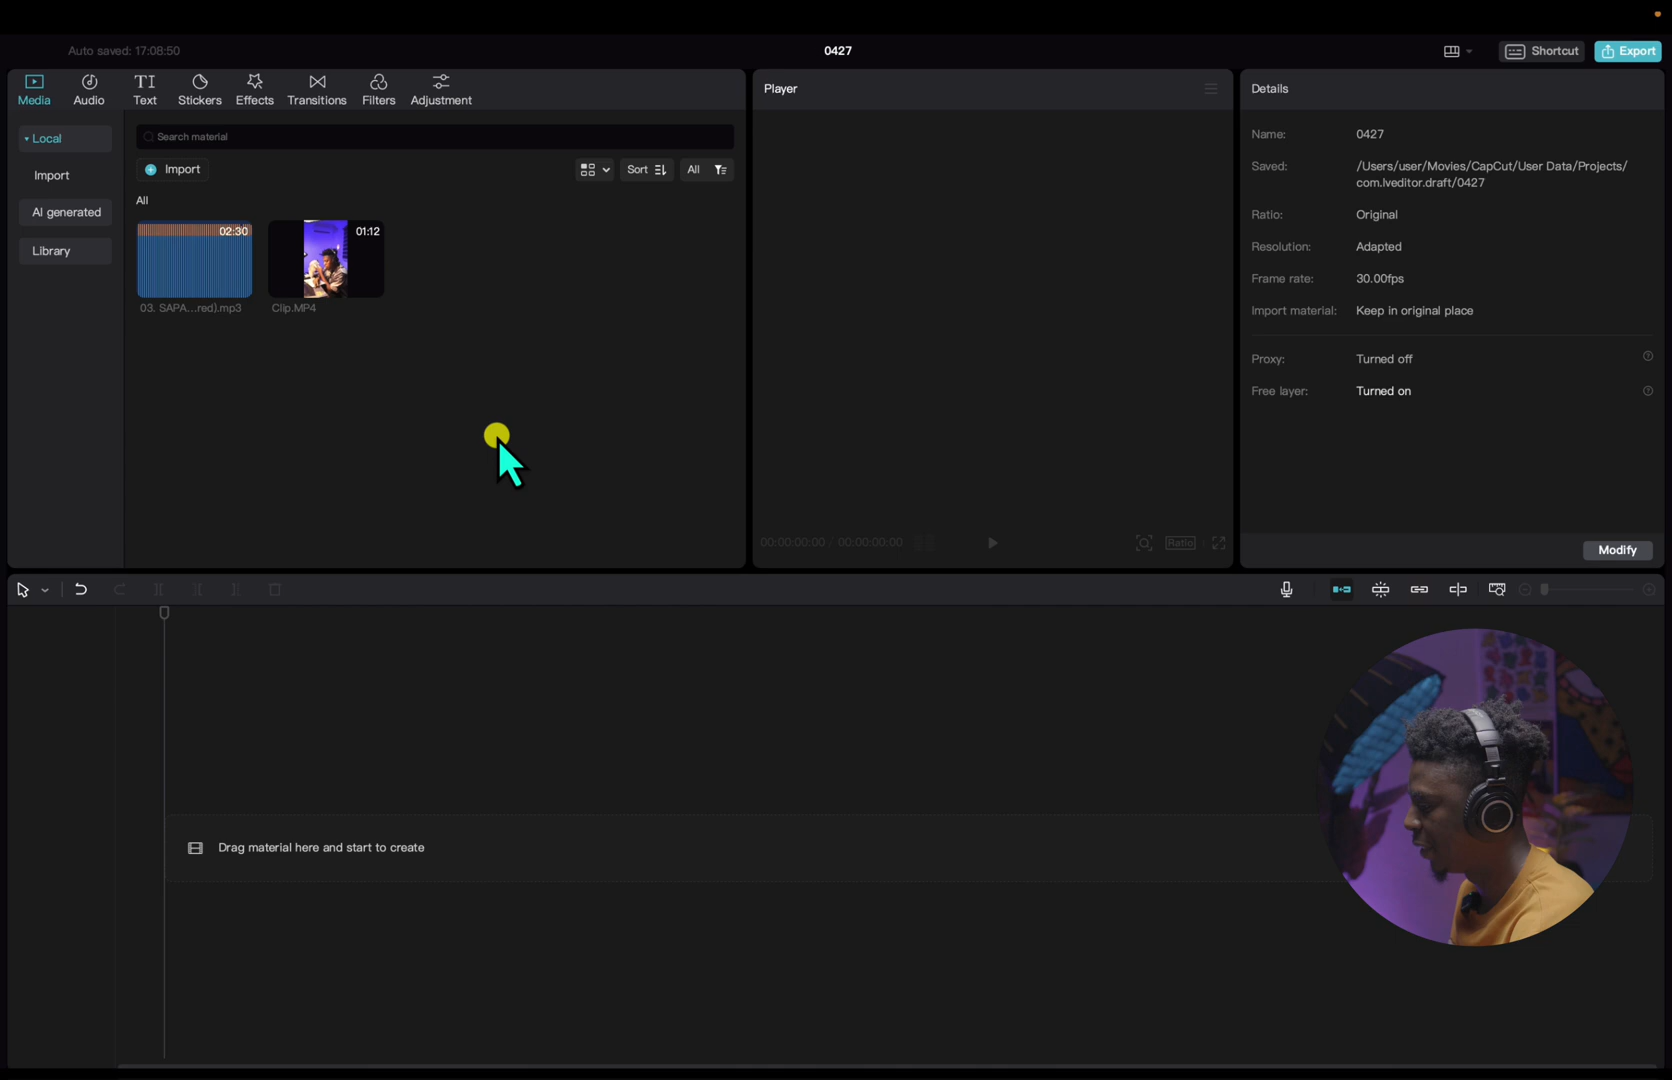 Auto saved: 17:08:50
0427
Shortcut
Export
Media
Audio
TI
Text
Stickers
Effects
Transitions
Filters
Adjustment
Player
Details
Local
Import
AI generated
Library
Search material
Import
Sort
All
All
02:30
01:12
03. SAPA...red).mp3
Clip.MP4
Name: 0427
Saved: /Users/user/Movies/CapCut/User Data/Projects/
com.lveditor.draft/0427
Ratio: Original
Resolution: Adapted
Frame rate: 30.00fps
Import material: Keep in original place
Proxy: Turned off
Free layer: Turned on
00:00:00:00 / 00:00:00:00
Ratio
Modify
Drag material here and start to create